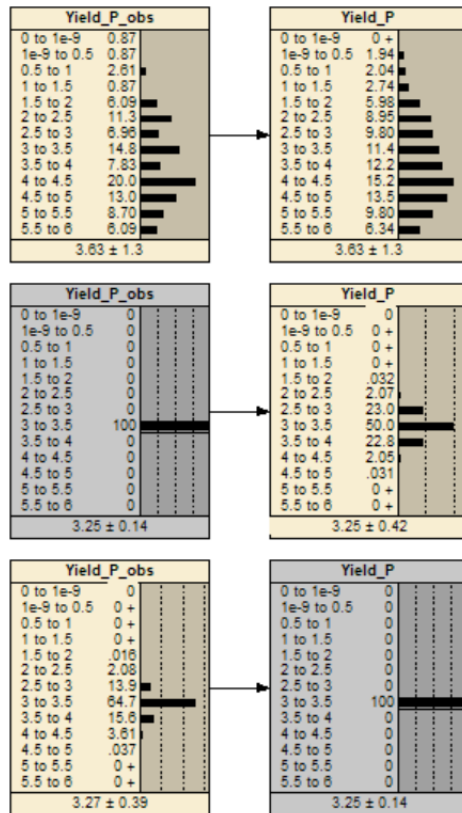 Yield_P_obs
0 to 1e-9 0.87
1e-9 to 0.5 0.87
0.5 to 1 2.61
1 to 1.5 0.87
1.5 to 2 6.09
2 to 2.5 11.3
2.5 to 3 6.96
3 to 3.5 14.8
3.5 to 4 7.83
4 to 4.5 20.0
4.5 to 5 13.0
5 to 5.5 8.70
5.5 to 6 6.09
3.63 ± 1.3
Yield_P
0 to 1e-9 0 +
1e-9 to 0.5 1.94
0.5 to 1 2.04
1 to 1.5 2.74
1.5 to 2 5.98
2 to 2.5 8.95
2.5 to 3 9.80
3 to 3.5 11.4
3.5 to 4 12.2
4 to 4.5 15.2
4.5 to 5 13.5
5 to 5.5 9.80
5.5 to 6 6.34
3.63 ± 1.3
Yield_P_obs
0 to 1e-9 0
1e-9 to 0.5 0
0.5 to 1 0
1 to 1.5 0
1.5 to 2 0
2 to 2.5 0
2.5 to 3 0
3 to 3.5 100
3.5 to 4 0
4 to 4.5 0
4.5 to 5 0
5 to 5.5 0
5.5 to 6 0
3.25 ± 0.14
Yield_P
0 to 1e-9 0
1e-9 to 0.5 0 +
0.5 to 1 0 +
1 to 1.5 0 +
1.5 to 2 .032
2 to 2.5 2.07
2.5 to 3 23.0
3 to 3.5 50.0
3.5 to 4 22.8
4 to 4.5 2.05
4.5 to 5 .031
5 to 5.5 0 +
5.5 to 6 0 +
3.25 ± 0.42
Yield_P_obs
0 to 1e-9 0
1e-9 to 0.5 0 +
0.5 to 1 0 +
1 to 1.5 0 +
1.5 to 2 .016
2 to 2.5 2.08
2.5 to 3 13.9
3 to 3.5 64.7
3.5 to 4 15.6
4 to 4.5 3.61
4.5 to 5 .037
5 to 5.5 0 +
5.5 to 6 0 +
3.27 ± 0.39
Yield_P
0 to 1e-9 0
1e-9 to 0.5 0
0.5 to 1 0
1 to 1.5 0
1.5 to 2 0
2 to 2.5 0
2.5 to 3 0
3 to 3.5 100
3.5 to 4 0
4 to 4.5 0
4.5 to 5 0
5 to 5.5 0
5.5 to 6 0
3.25 ± 0.14